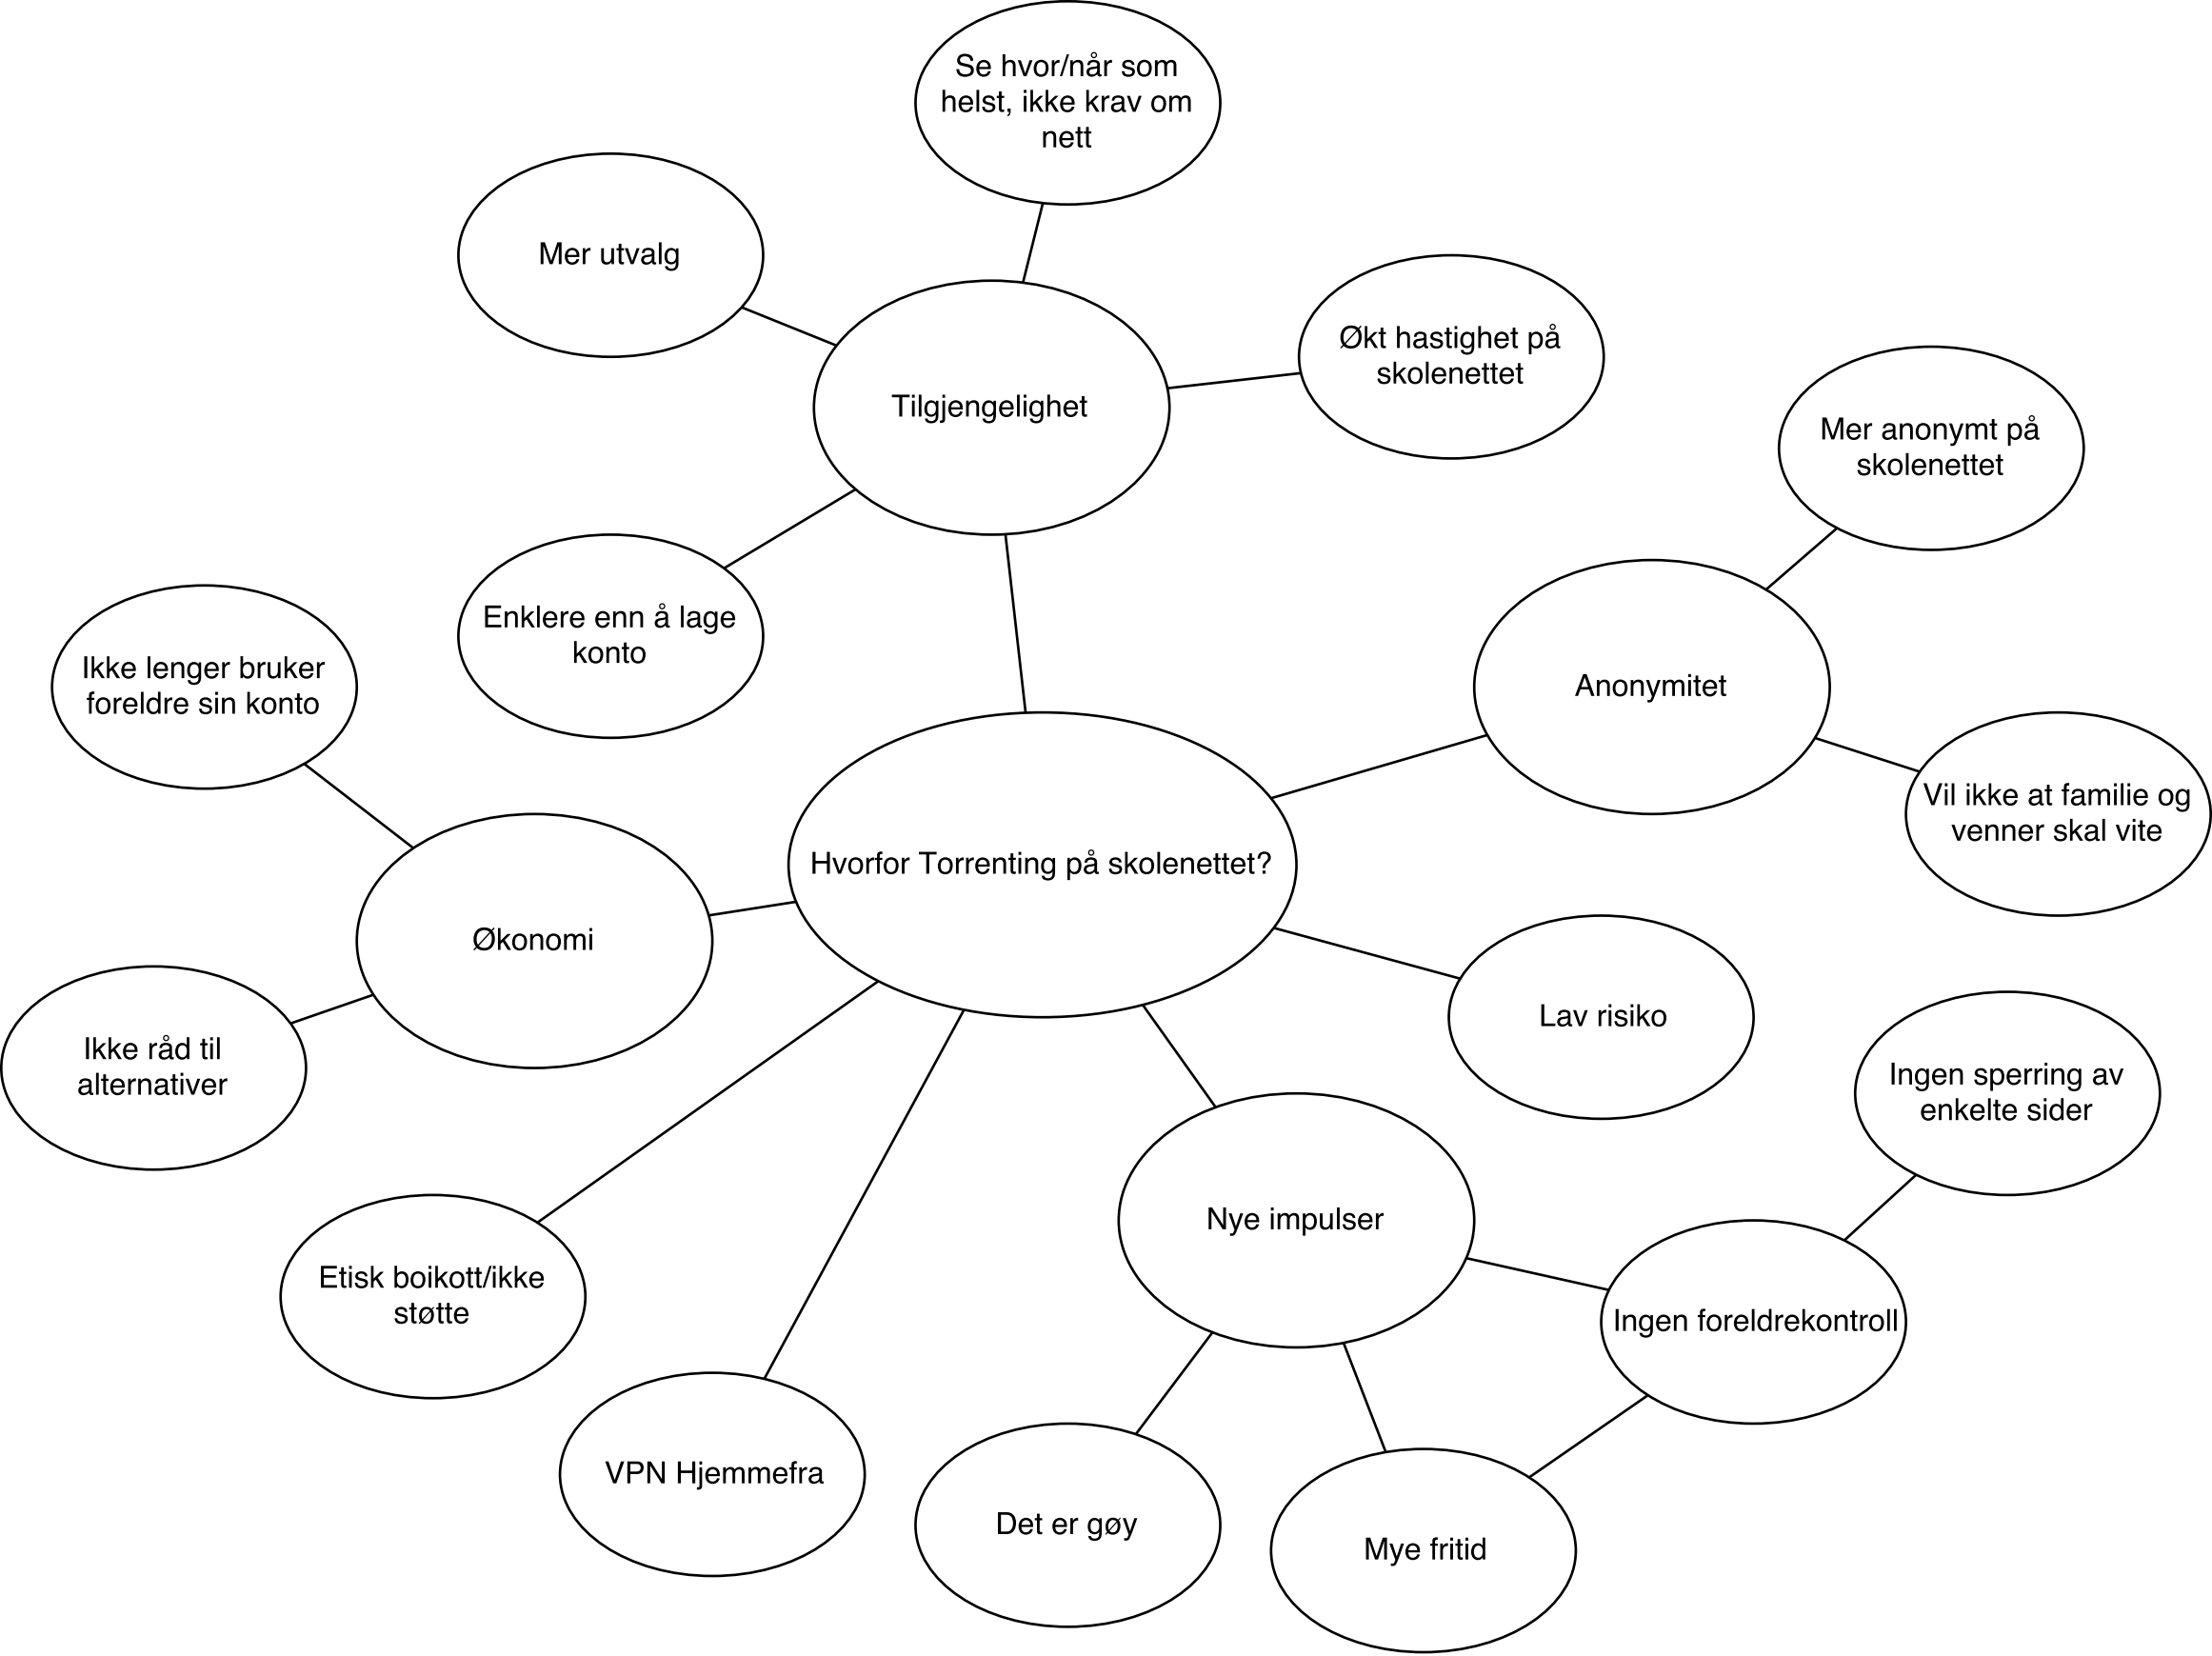 Se hvor/når som
helst, ikke krav om
nett
Mer utvalg
Økt hastighet på
skolenettet
Tilgjengelighet
Mer anonymt på
skolenettet
Enklere enn å lage
konto
Ikke lenger bruker
foreldre sin konto
Anonymitet
Vil ikke at familie og
venner skal vite
Hvorfor Torrenting på skolenettet?
Økonomi
Lav risiko
Ikke råd til
alternativer
Ingen sperring av
enkelte sider
Nye impulser
Etisk boikott/ikke
støtte
Ingen foreldrekontroll
VPN Hjemmefra
Det er gøy
Mye fritid